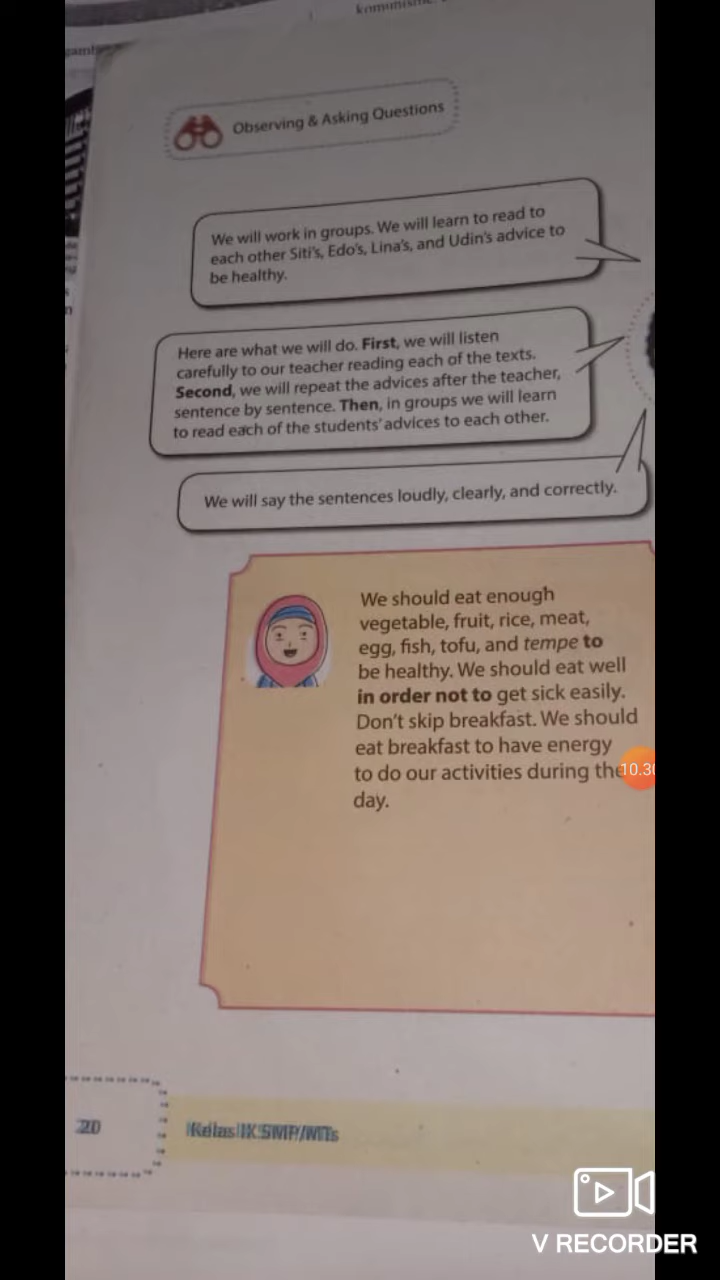 komunisme.
Observing & Asking Questions
We will work in groups. We will learn to read to
each other Siti's, Edo's, Lina's, and Udin's advice to
be healthy.
Here are what we will do. First, we will listen
carefully to our teacher reading each of the texts.
Second, we will repeat the advices after the teacher,
sentence by sentence. Then, in groups we will learn
to read each of the students' advices to each other.
We will say the sentences loudly, clearly, and correctly.
We should eat enough
vegetable, fruit, rice, meat,
egg, fish, tofu, and tempe to
be healthy. We should eat well
in order not to get sick easily.
Don't skip breakfast. We should
eat breakfast to have energy
to do our activities during the
day.
10.30
20
Kelas IX SMP/MTs
V RECORDER